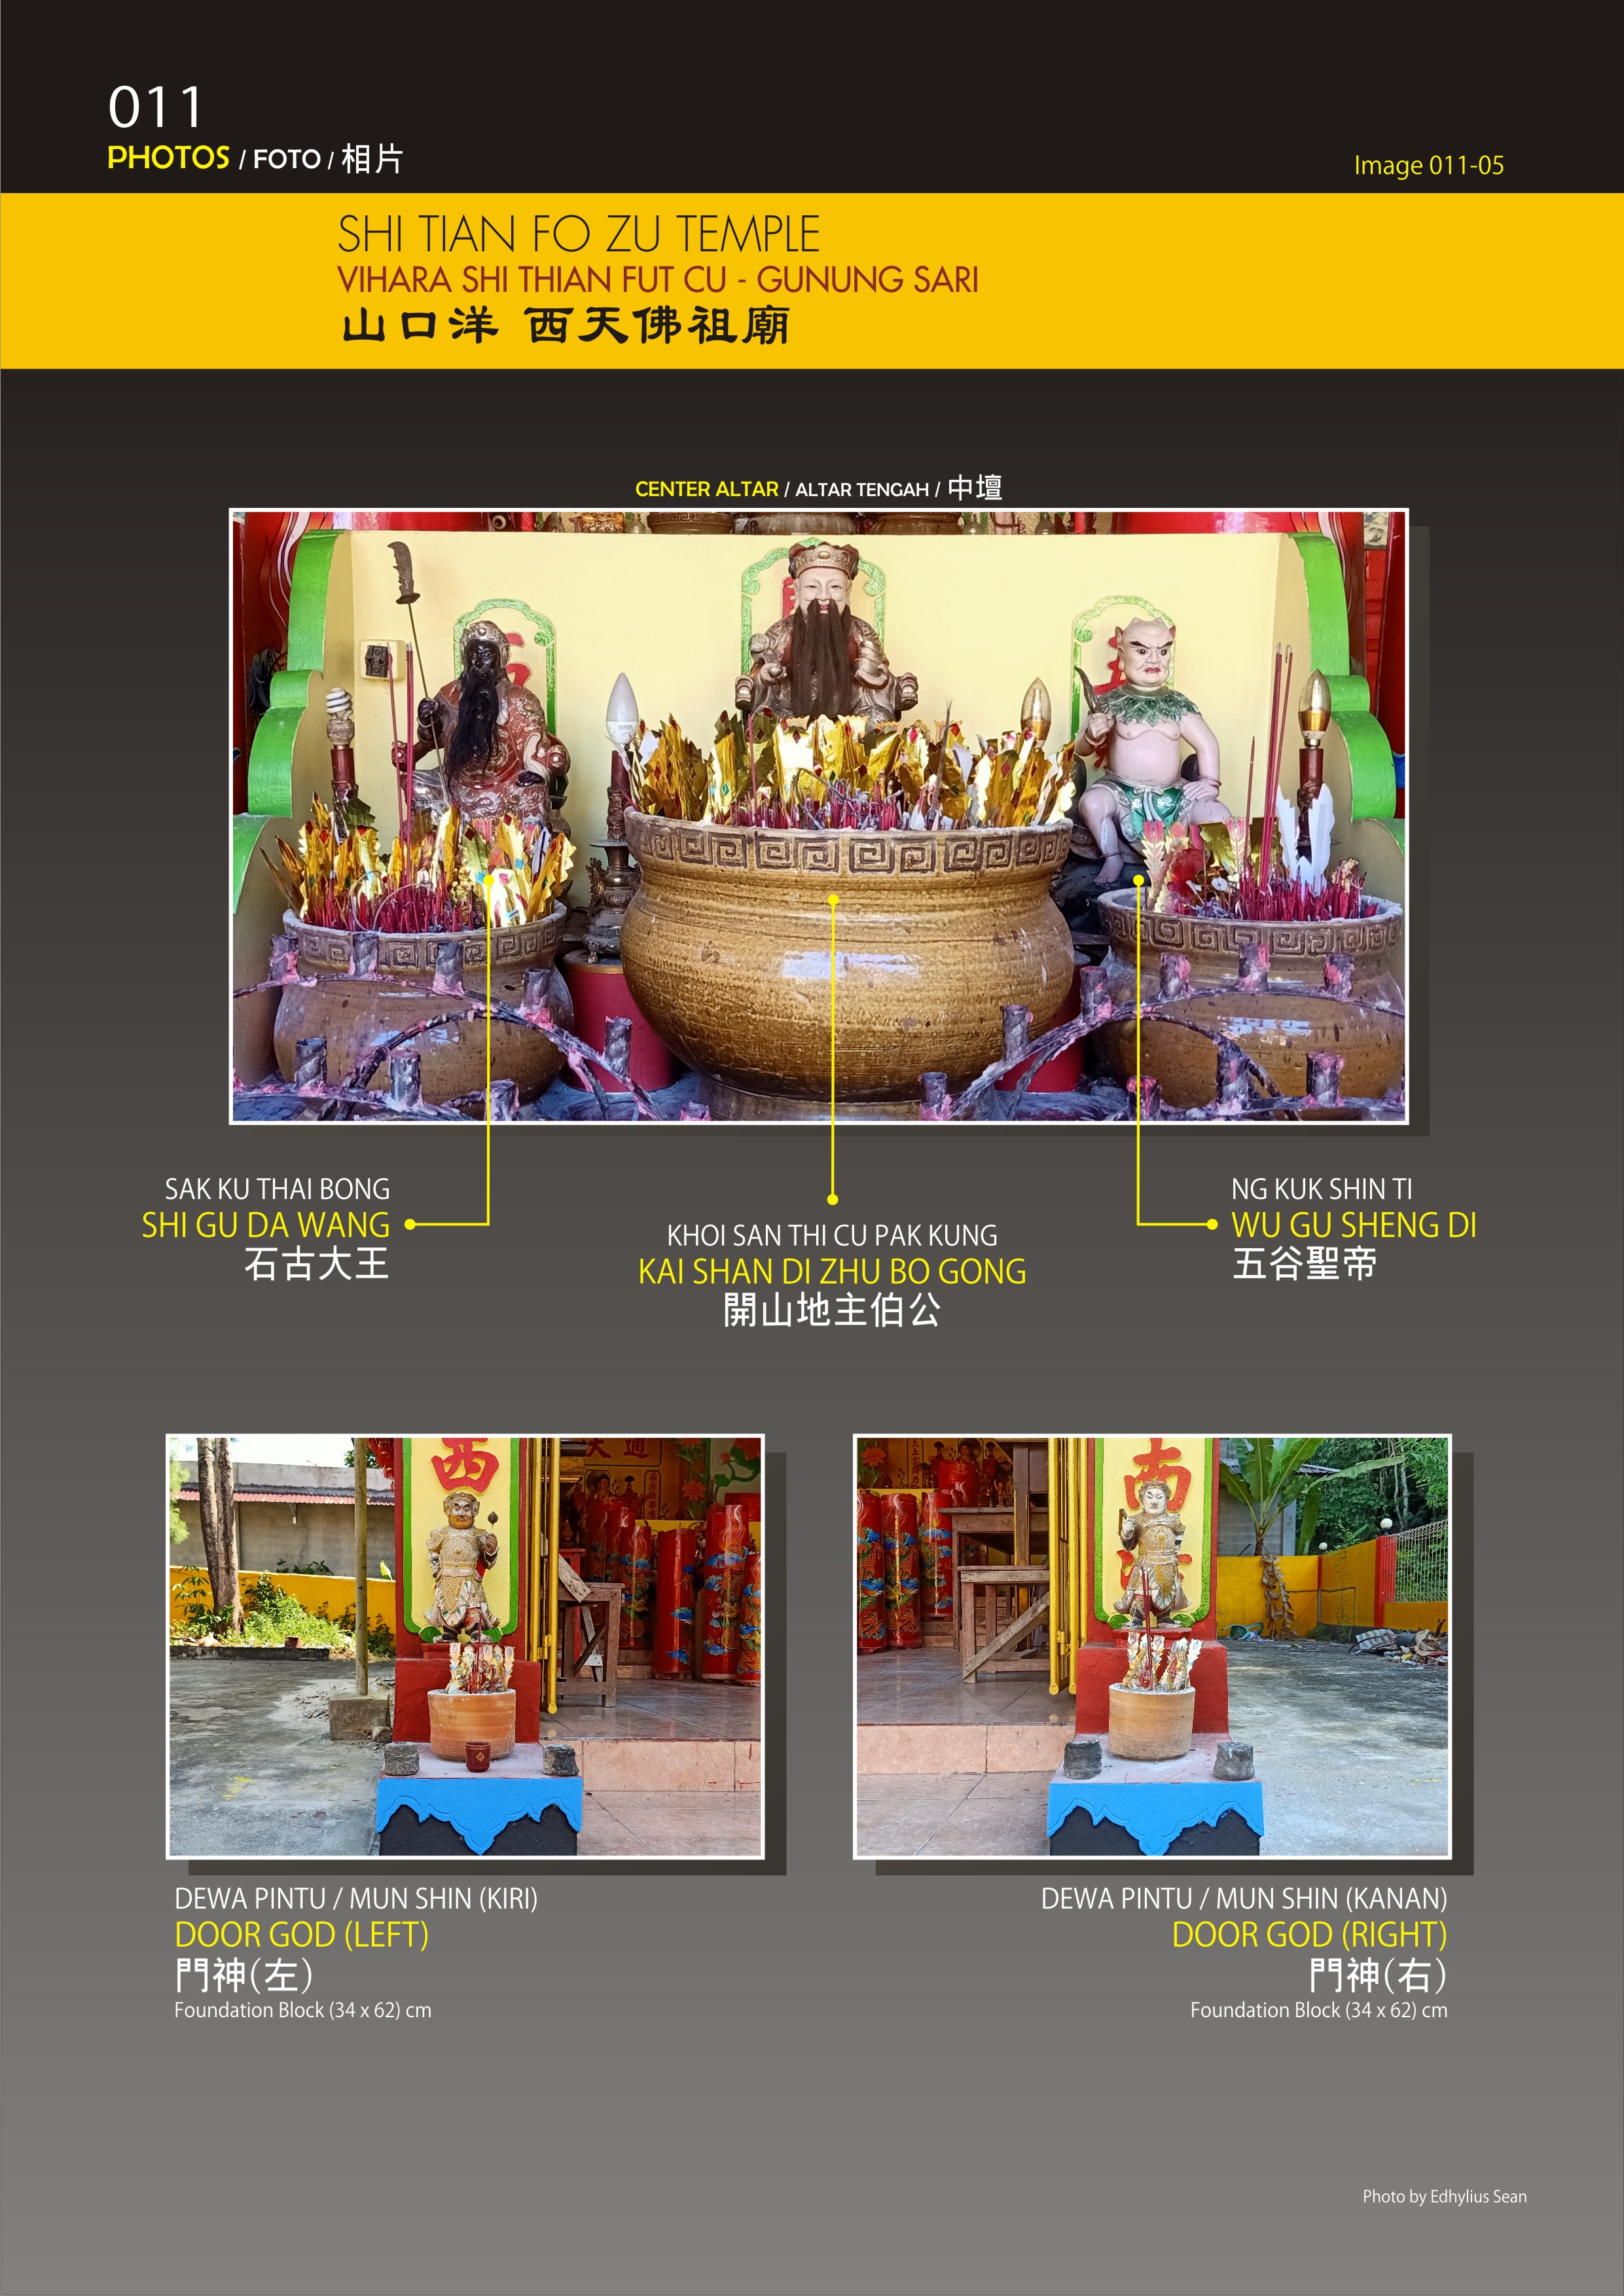 011
PHOTOS / FOTO / 相片
Image 011-05
SHI TIAN FO ZU TEMPLE
VIHARA SHI THIAN FUT CU - GUNUNG SARI
山口洋 西天佛祖廟
CENTER ALTAR / ALTAR TENGAH / 中壇
SAK KU THAI BONG
SHI GU DA WANG
石古大王
KHOI SAN THI CU PAK KUNG
KAI SHAN DI ZHU BO GONG
開山地主伯公
NG KUK SHIN TI
WU GU SHENG DI
五谷聖帝
西
南
DEWA PINTU / MUN SHIN (KIRI)
DOOR GOD (LEFT)
門神(左)
Foundation Block (34 x 62) cm
DEWA PINTU / MUN SHIN (KANAN)
DOOR GOD (RIGHT)
門神(右)
Foundation Block (34 x 62) cm
Photo by Edhylius Sean